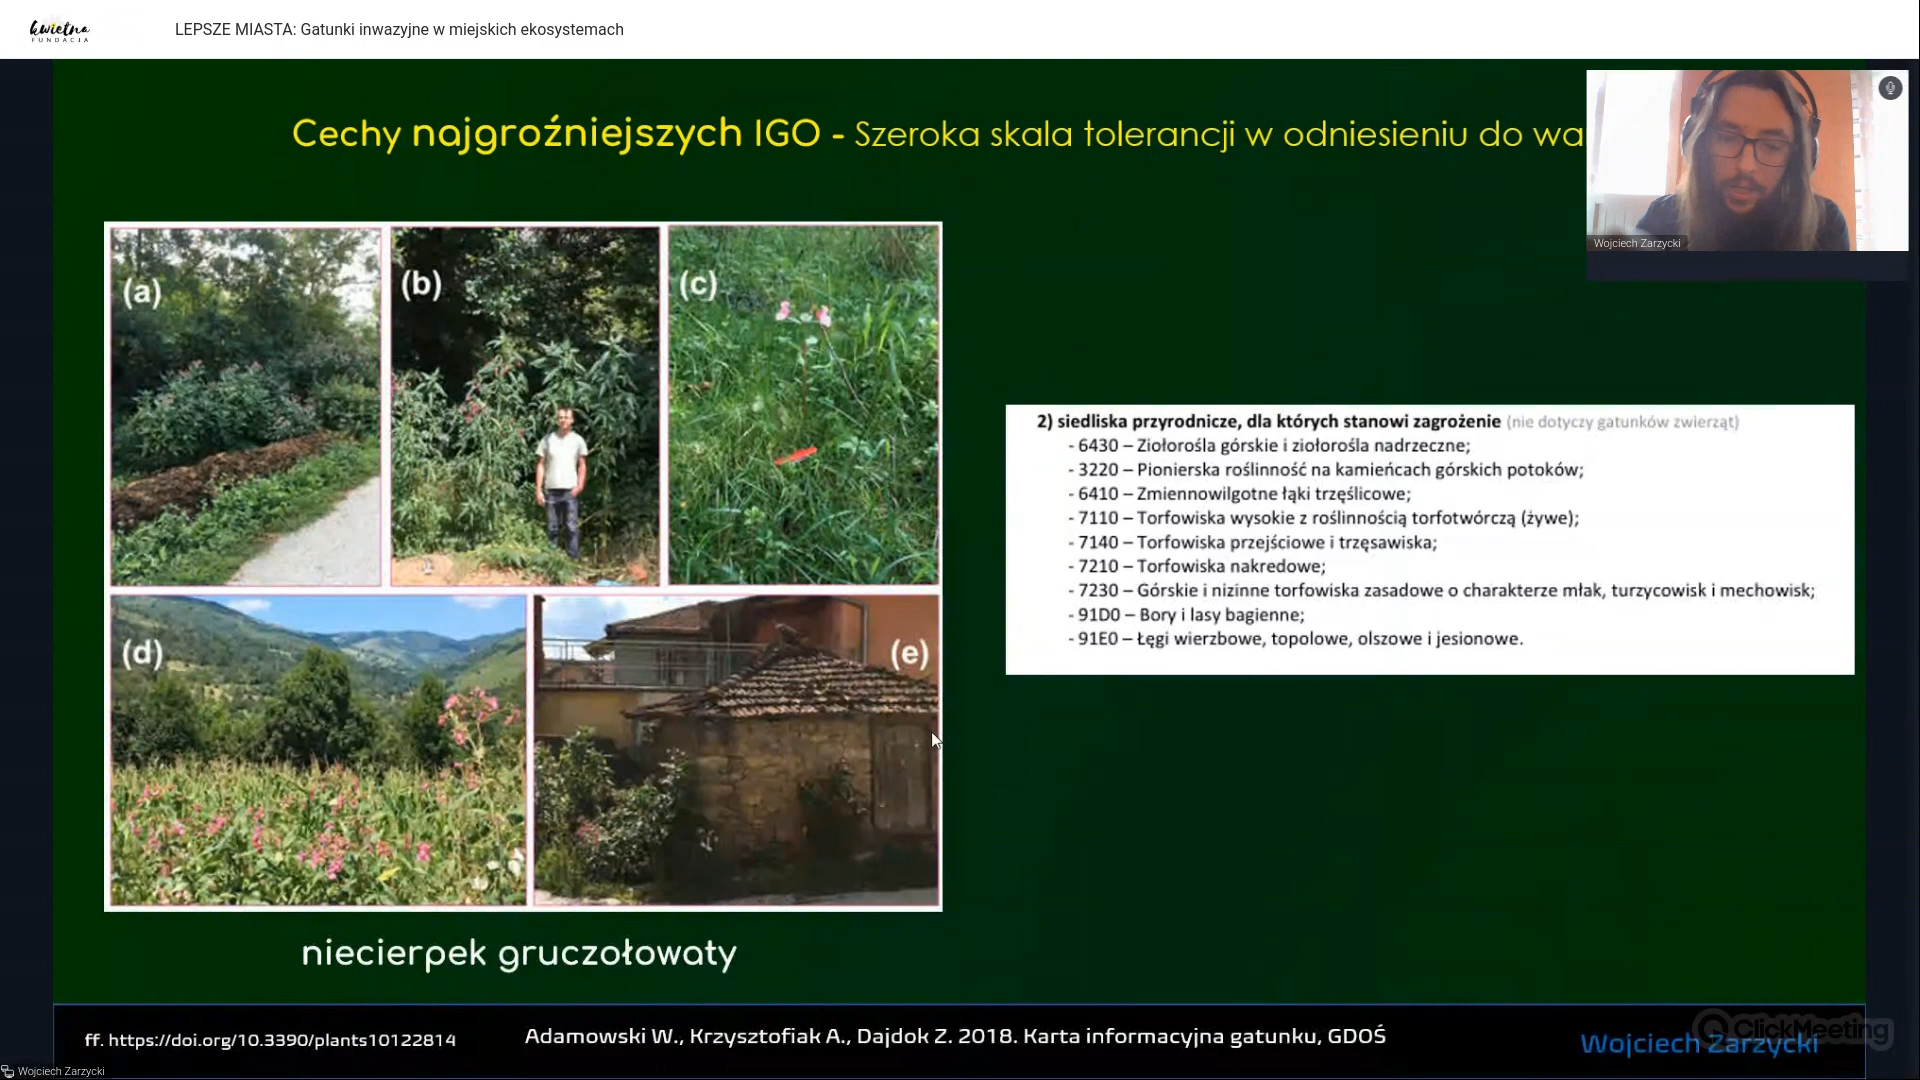 kwietna
FUNDACJA
LEPSZE MIASTA: Gatunki inwazyjne w miejskich ekosystemach
Cechy najgroźniejszych IGO - Szeroka skala tolerancji w odniesieniu do
Wojciech Zarzycki
(a)
(b)
(c)
(d)
(e)
2) siedliska przyrodnicze, dla których stanowi zagrożenie (nie dotyczy gatunków zwierząt)
- 6430 – Ziołorośla górskie i ziołorośla nadrzeczne;
- 3220 – Pionierska roślinność na kamieńcach górskich potoków;
- 6410 – Zmiennowilgotne łąki trzęślicowe;
- 7110 – Torfowiska wysokie z roślinnością torfotwórczą (żywe);
- 7140 – Torfowiska przejściowe i trzęsawiska;
- 7210 – Torfowiska nakredowe;
- 7230 – Górskie i nizinne torfowiska zasadowe o charakterze młak, turzycowisk i mechowisk;
- 91D0 – Bory i lasy bagienne;
- 91E0 – Łęgi wierzbowe, topolowe, olszowe i jesionowe.
niecierpek gruczołowaty
ff. https://doi.org/10.3390/plants10122814
Adamowski W., Krzysztofiak A., Dajdok Z. 2018. Karta informacyjna gatunku, GDOŚ
Wojciech Zarzycki
ClickMeeting
Wojciech Zarzycki